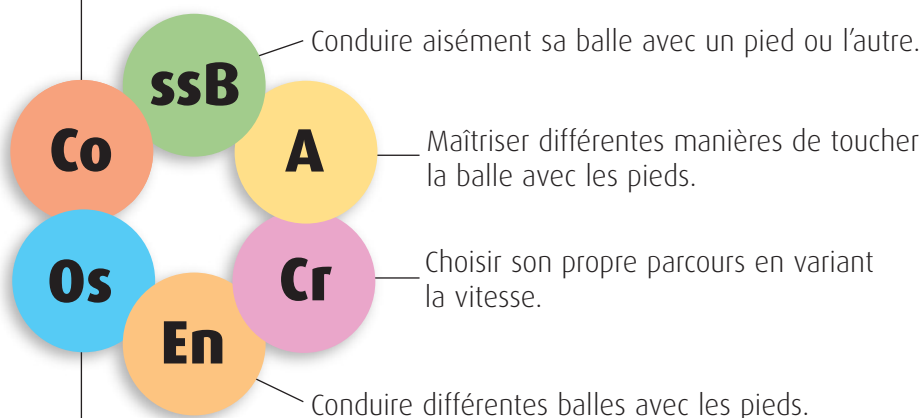 ssB
Conduire aisément sa balle avec un pied ou l’autre.
Co
A
Maîtriser différentes manières de toucher
la balle avec les pieds.
Os
Cr
Choisir son propre parcours en variant
la vitesse.
En
Conduire différentes balles avec les pieds.